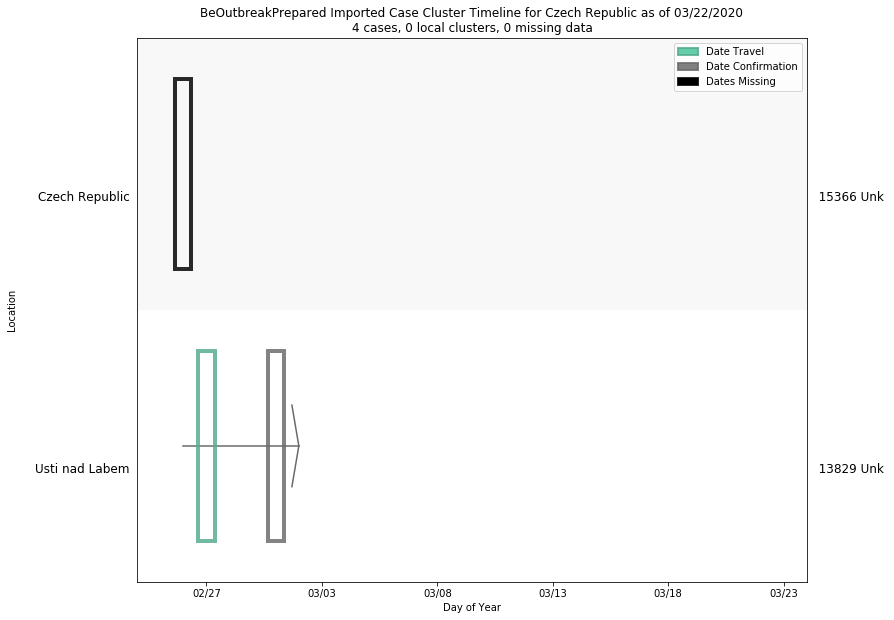 BeOutbreakPrepared Imported Case Cluster Timeline for Czech Republic as of 03/22/2020
4 cases, 0 local clusters, 0 missing data
Date Travel
Date Confirmation
Dates Missing
Czech Republic
15366 Unk
Location
Usti nad Labem
13829 Unk
02/27
03/03
03/08
03/13
03/18
03/23
Day of Year